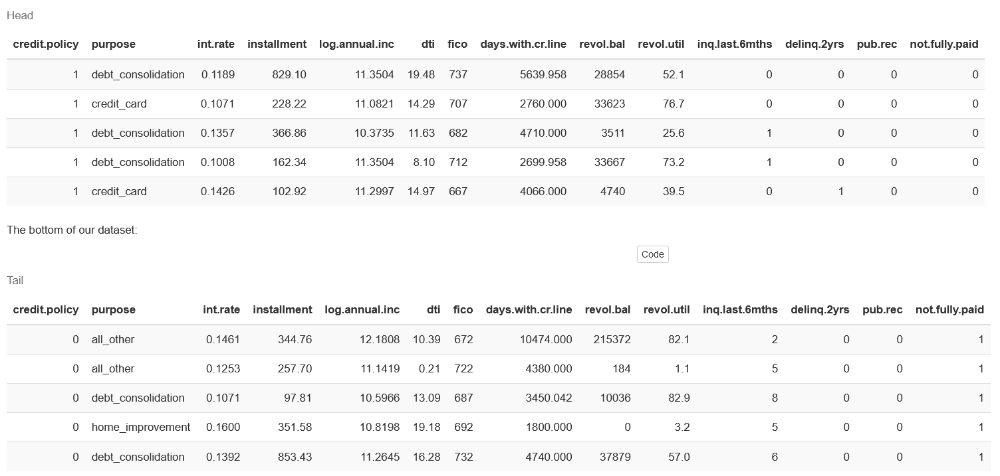 Head
credit.policy purpose int.rate installment log.annual.inc dti fico days.with.cr.line revol.bal revol.util inq.last.6mths delinq.2yrs pub.rec not.fully.paid
1 debt_consolidation 0.1189 829.10 11.3504 19.48 737 5639.958 28854 52.1 0 0 0 0
1 credit_card 0.1071 228.22 11.0821 14.29 707 2760.000 33623 76.7 0 0 0 0
1 debt_consolidation 0.1357 366.86 10.3735 11.63 682 4710.000 3511 25.6 1 0 0 0
1 debt_consolidation 0.1008 162.34 11.3504 8.10 712 2699.958 33667 73.2 1 0 0 0
1 credit_card 0.1426 102.92 11.2997 14.97 667 4066.000 4740 39.5 0 1 0 0
The bottom of our dataset:
Code
Tail
credit.policy purpose int.rate installment log.annual.inc dti fico days.with.cr.line revol.bal revol.util inq.last.6mths delinq.2yrs pub.rec not.fully.paid
0 all_other 0.1461 344.76 12.1808 10.39 672 10474.000 215372 82.1 2 0 0 1
0 all_other 0.1253 257.70 11.1419 0.21 722 4380.000 184 1.1 5 0 0 1
0 debt_consolidation 0.1071 97.81 10.5966 13.09 687 3450.042 10036 82.9 8 0 0 1
0 home_improvement 0.1600 351.58 10.8198 19.18 692 1800.000 0 3.2 5 0 0 1
0 debt_consolidation 0.1392 853.43 11.2645 16.28 732 4740.000 37879 57.0 6 0 0 1